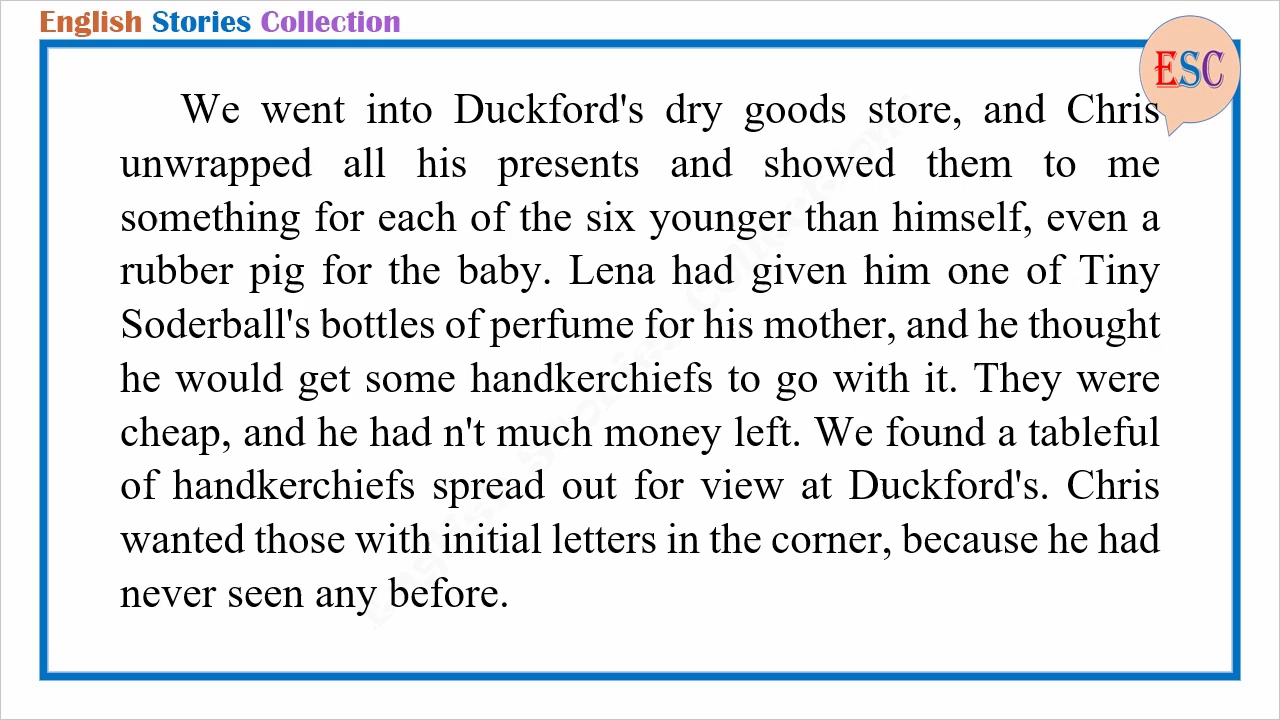 English Stories Collection
ESC
We went into Duckford's dry goods store, and Chris
unwrapped all his presents and showed them to me
something for each of the six younger than himself, even a
rubber pig for the baby. Lena had given him one of Tiny
Soderball's bottles of perfume for his mother, and he thought
he would get some handkerchiefs to go with it. They were
cheap, and he had n't much money left. We found a tableful
of handkerchiefs spread out for view at Duckford's. Chris
wanted those with initial letters in the corner, because he had
never seen any before.